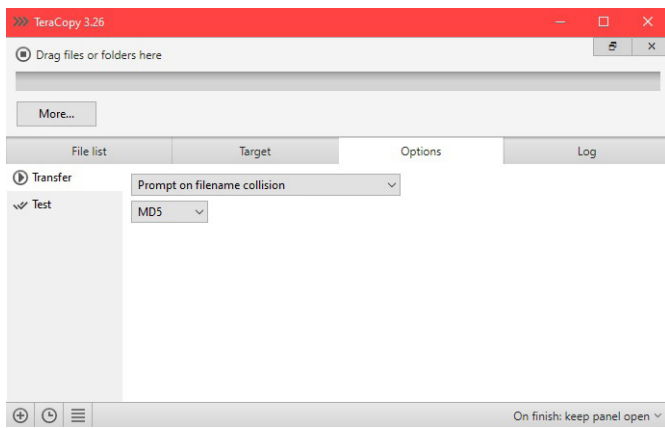 TeraCopy 3.26
Drag files or folders here
More...
File list Target Options Log
Transfer
Prompt on filename collision
Test
MD5
On finish: keep panel open